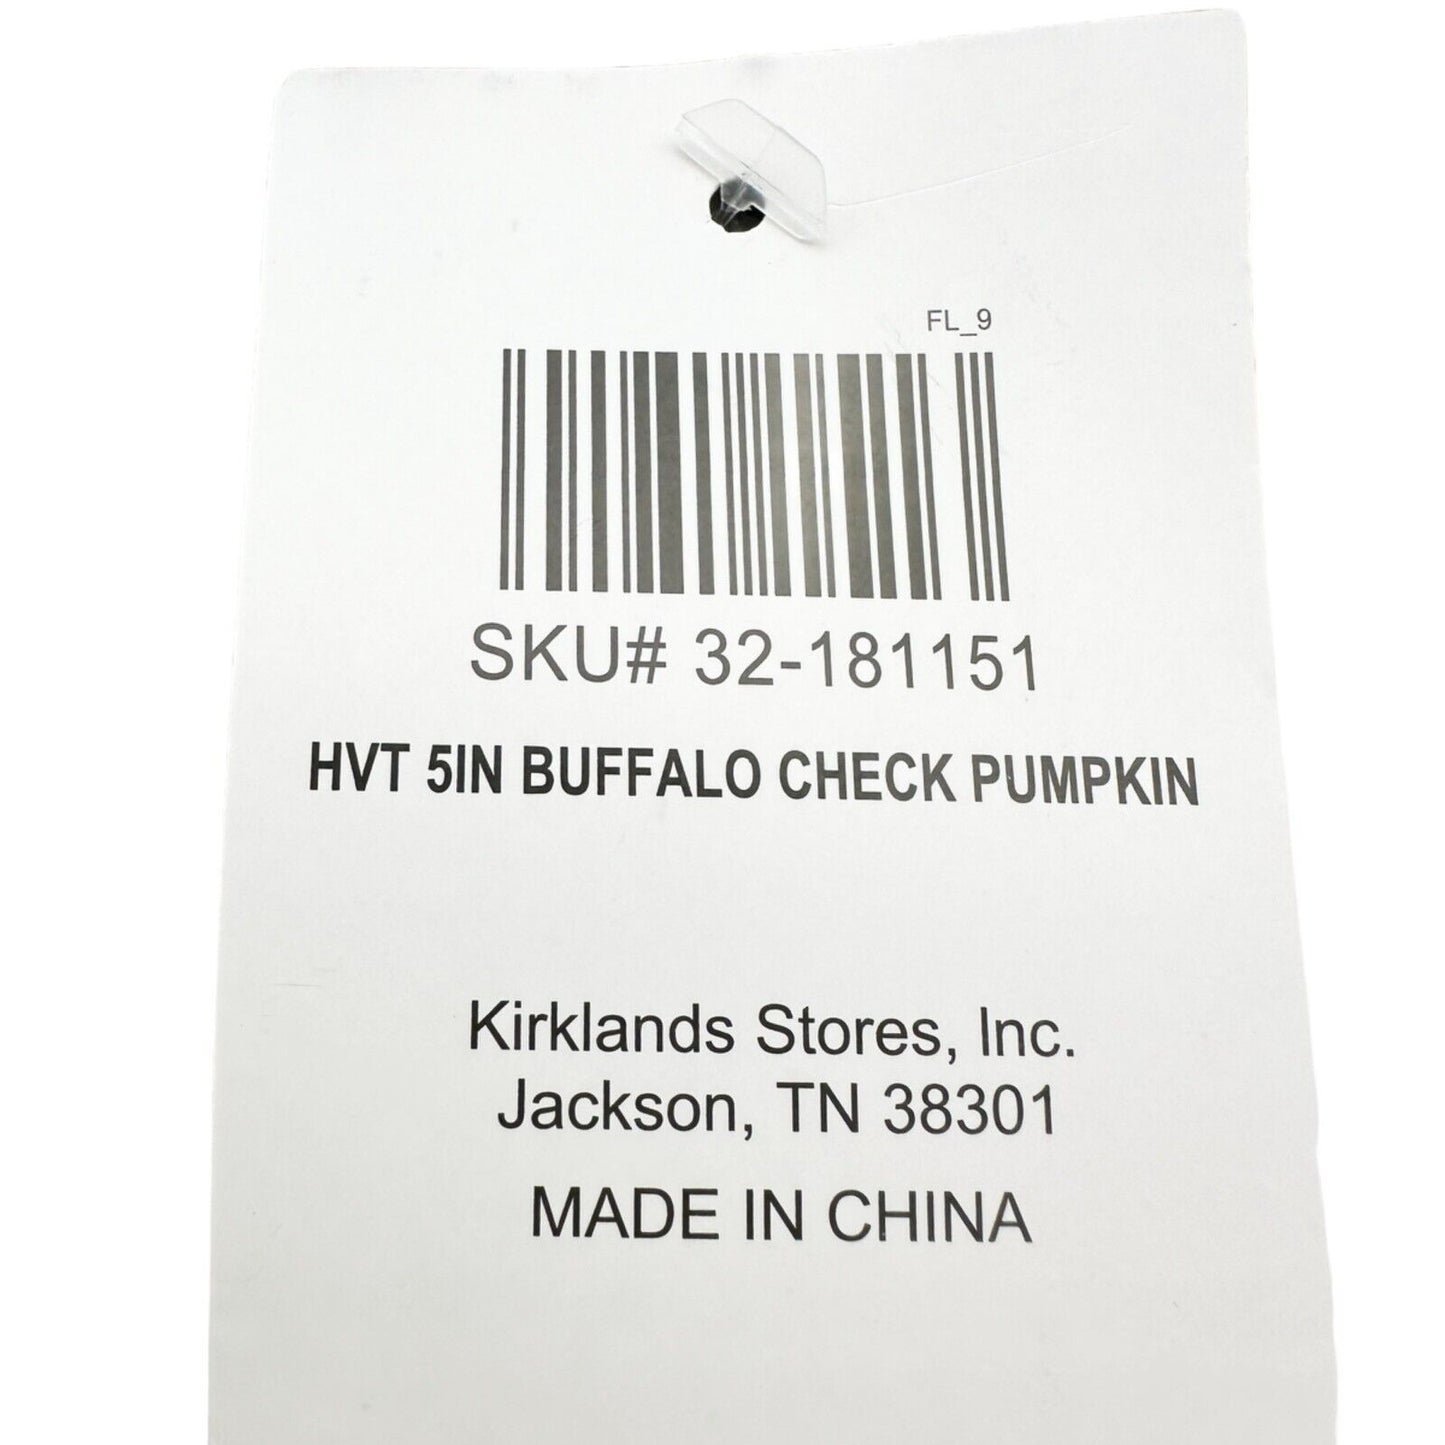 FL_9
SKU# 32-181151
HVT 5IN BUFFALO CHECK PUMPKIN
Kirklands Stores, Inc.
Jackson, TN 38301
MADE IN CHINA